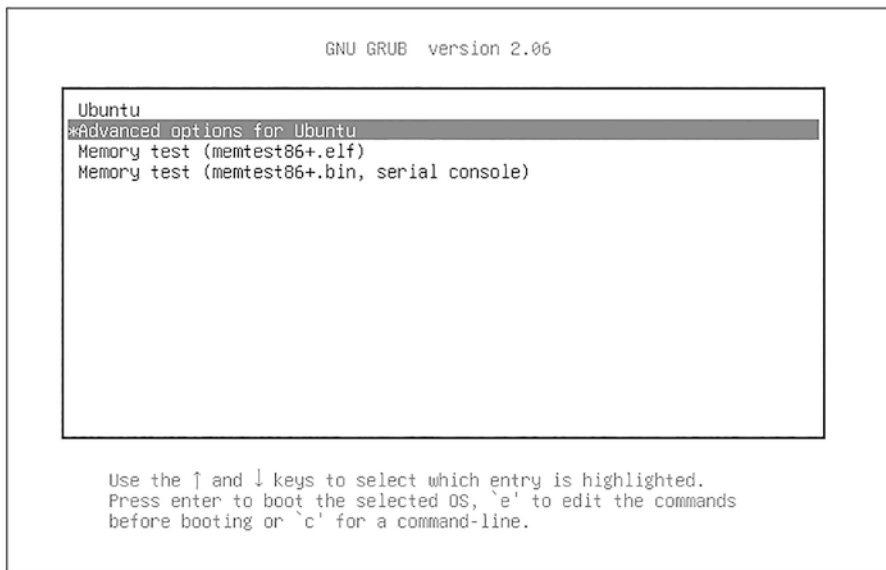 GNU GRUB version 2.06
Ubuntu
*Advanced options for Ubuntu
Memory test (memtest86+.elf)
Memory test (memtest86+.bin, serial console)
Use the ↑ and ↓ keys to select which entry is highlighted.
Press enter to boot the selected OS, `e' to edit the commands
before booting or `c' for a command-line.